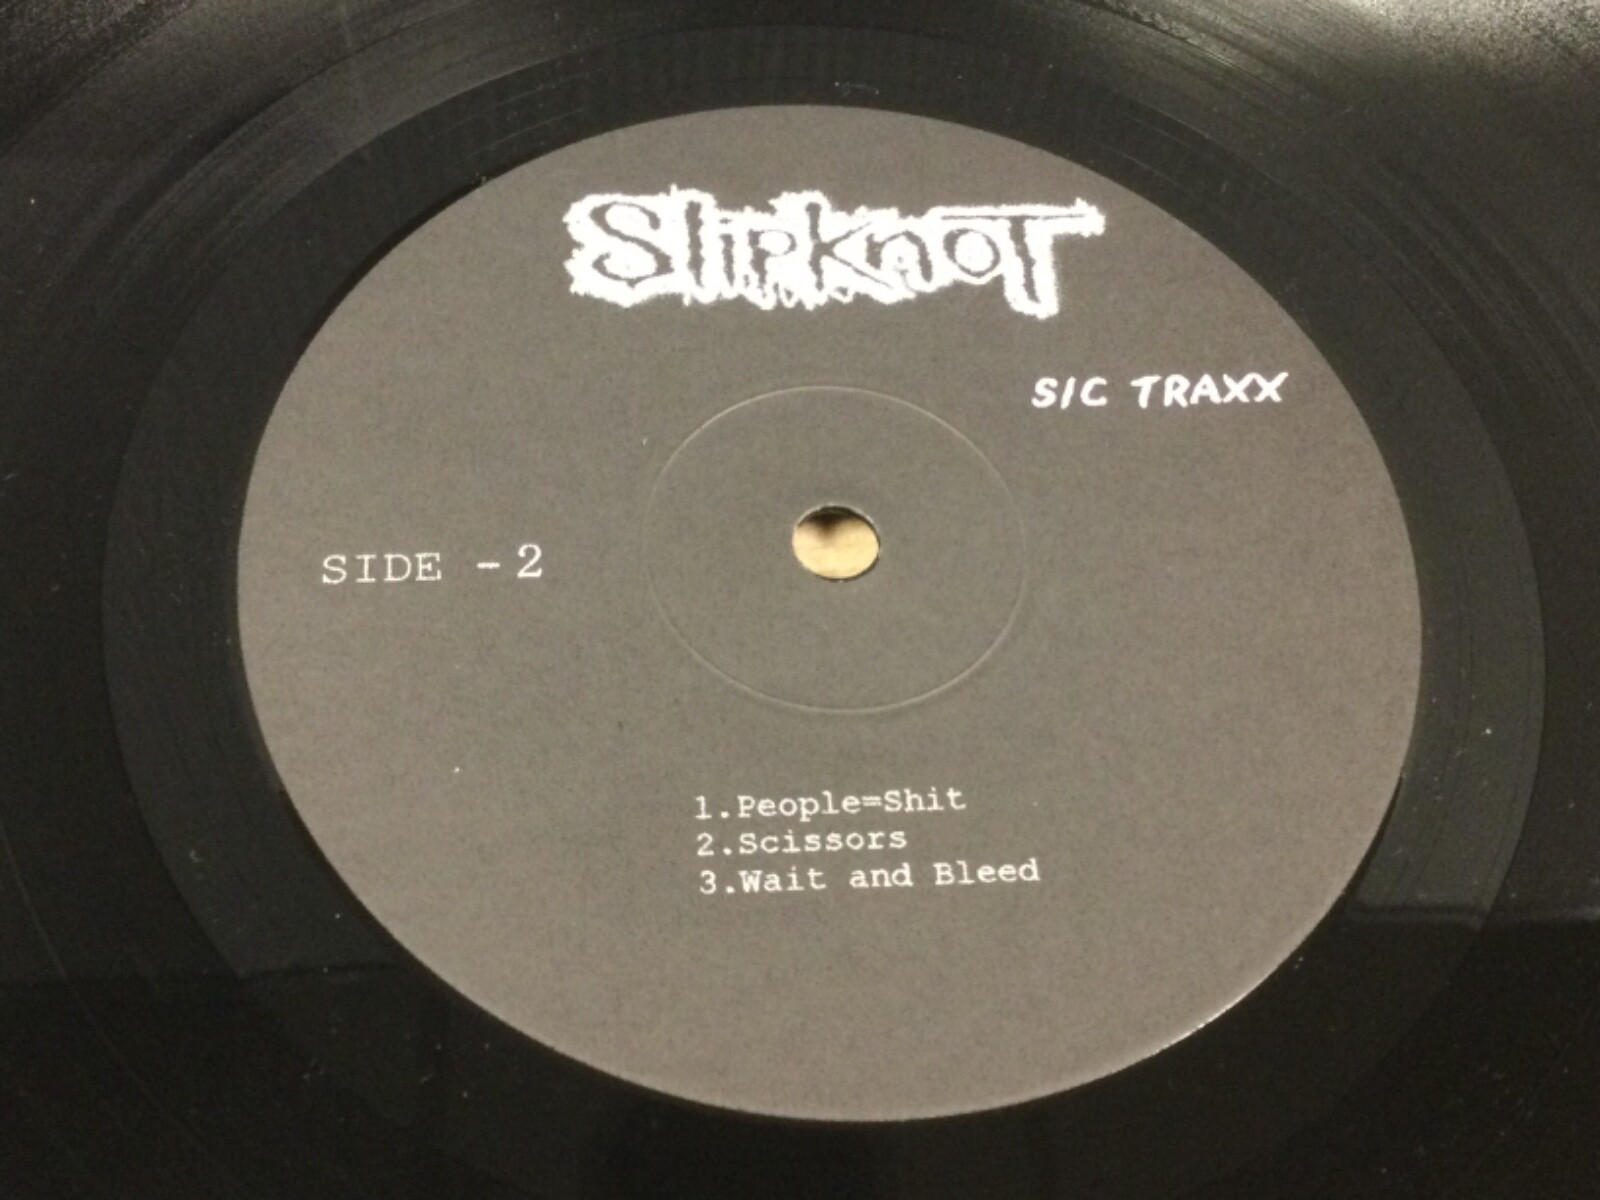 SlipKnoT
SIC TRAXX
SIDE - 2
1.People=Shit
2.Scissors
3.Wait and Bleed